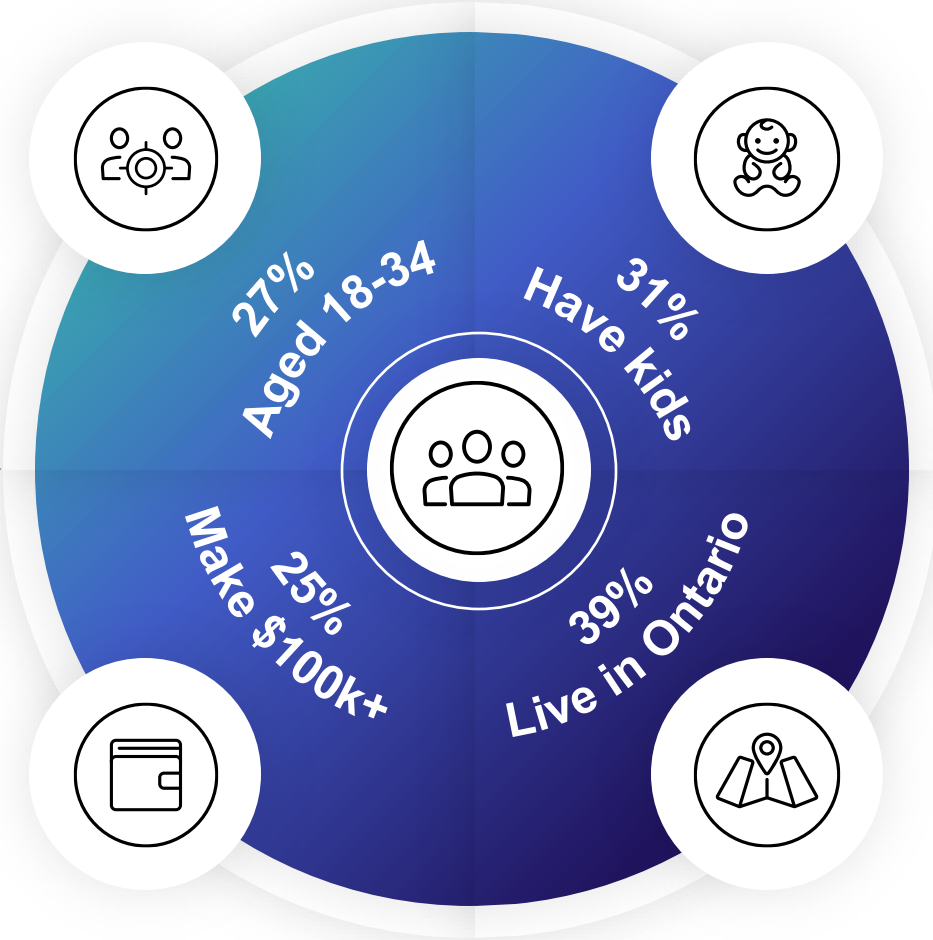 27%
Aged 18-34
31%
Have kids
25%
Make $100k+
39%
Live in Ontario